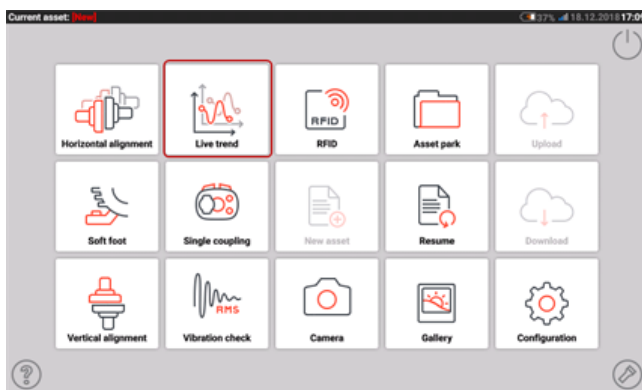 Current asset: [New] 37% 18.12.2018 17:09
RFID
Horizontal alignment Live trend RFID Asset park Upload
Soft foot Single coupling New asset Resume Download
RMS
Vertical alignment Vibration check Camera Gallery Configuration
?